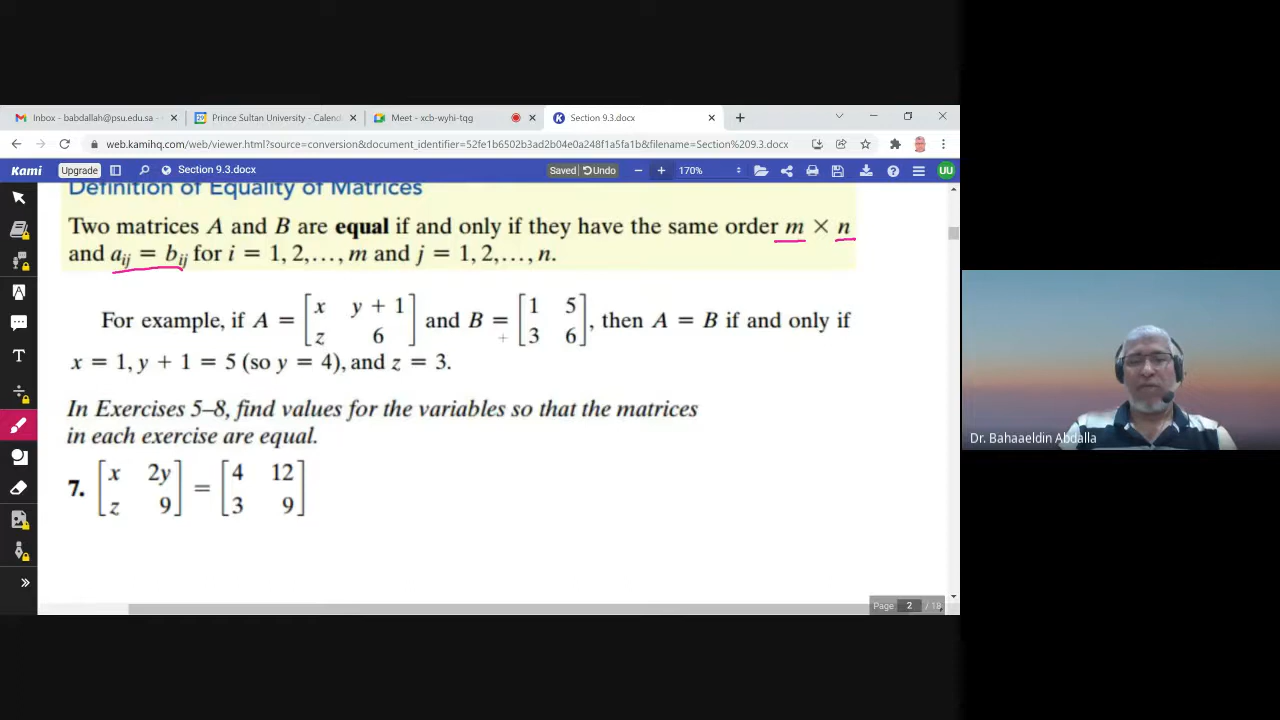 Inbox - babdallah@psu.edu.sa -
Prince Sultan University - Calend
Meet - xcb-wyhi-tqg
Section 9.3.docx
web.kamihq.com/web/viewer.html?source=conversion&document_identifier=52fe1b6502b3ad2b04e0a248f1a5fa1b&filename=Section%209.3.docx
Kami Upgrade Section 9.3.docx Saved Undo 170% UU
Definition of Equality of Matrices
Two matrices A and B are equal if and only if they have the same order m × n
and aij = bij for i = 1, 2,..., m and j = 1, 2,..., n.
For example, if A = [x y + 1; z 6] and B = [1 5; 3 6], then A = B if and only if
x = 1, y + 1 = 5 (so y = 4), and z = 3.
In Exercises 5–8, find values for the variables so that the matrices
in each exercise are equal.
7. [x 2y; z 9] = [4 12; 3 9]
Page 2 / 18
Dr. Bahaaeldin Abdalla